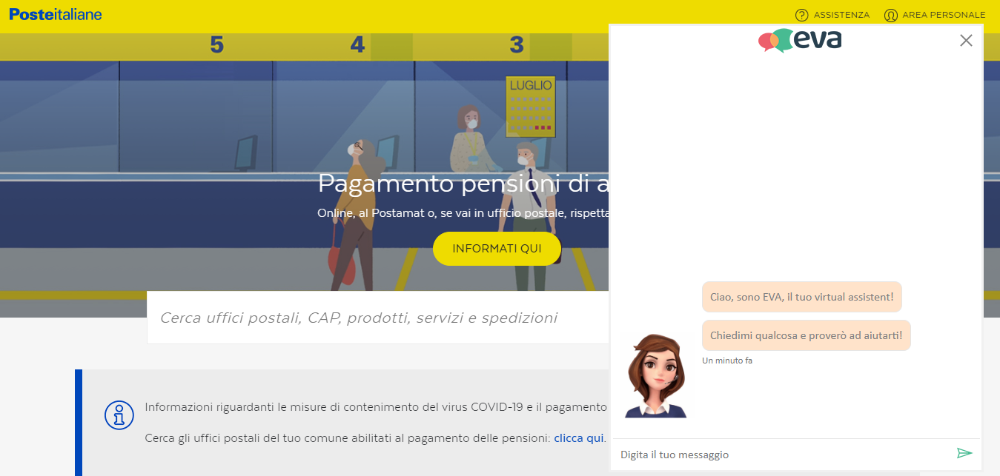 Posteitaliane
ASSISTENZA
AREA PERSONALE
5
4
3
LUGLIO
Pagamento pensioni di a
Online, al Postamat o, se vai in ufficio postale, rispetta
INFORMATI QUI
Cerca uffici postali, CAP, prodotti, servizi e spedizioni
Informazioni riguardanti le misure di contenimento del virus COVID-19 e il pagamento
Cerca gli uffici postali del tuo comune abilitati al pagamento delle pensioni: clicca qui.
eva
Ciao, sono EVA, il tuo virtual assistent!
Chiedimi qualcosa e proverò ad aiutarti!
Un minuto fa
Digita il tuo messaggio